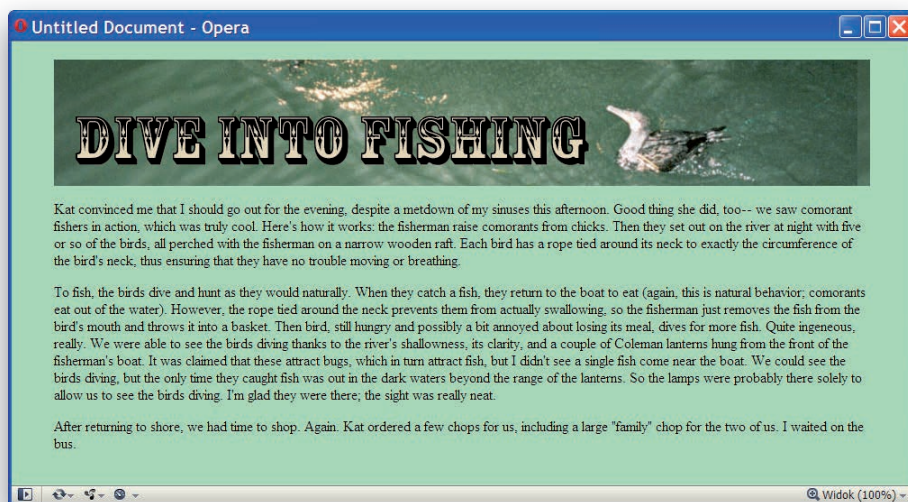 Untitled Document - Opera
DIVE INTO FISHING
Kat convinced me that I should go out for the evening, despite a metdown of my sinuses this afternoon. Good thing she did, too-- we saw comorant
fishers in action, which was truly cool. Here's how it works: the fisherman raise comorants from chicks. Then they set out on the river at night with five
or so of the birds, all perched with the fisherman on a narrow wooden raft. Each bird has a rope tied around its neck to exactly the circumference of
the bird's neck, thus ensuring that they have no trouble moving or breathing.
To fish, the birds dive and hunt as they would naturally. When they catch a fish, they return to the boat to eat (again, this is natural behavior; comorants
eat out of the water). However, the rope tied around the neck prevents them from actually swallowing, so the fisherman just removes the fish from the
bird's mouth and throws it into a basket. Then bird, still hungry and possibly a bit annoyed about losing its meal, dives for more fish. Quite ingeneous,
really. We were able to see the birds diving thanks to the river's shallowness, its clarity, and a couple of Coleman lanterns hung from the front of the
fisherman's boat. It was claimed that these attract bugs, which in turn attract fish, but I didn't see a single fish come near the boat. We could see the
birds diving, but the only time they caught fish was out in the dark waters beyond the range of the lanterns. So the lamps were probably there solely to
allow us to see the birds diving. I'm glad they were there; the sight was really neat.
After returning to shore, we had time to shop. Again. Kat ordered a few chops for us, including a large "family" chop for the two of us. I waited on the
bus.
Widok (100%)